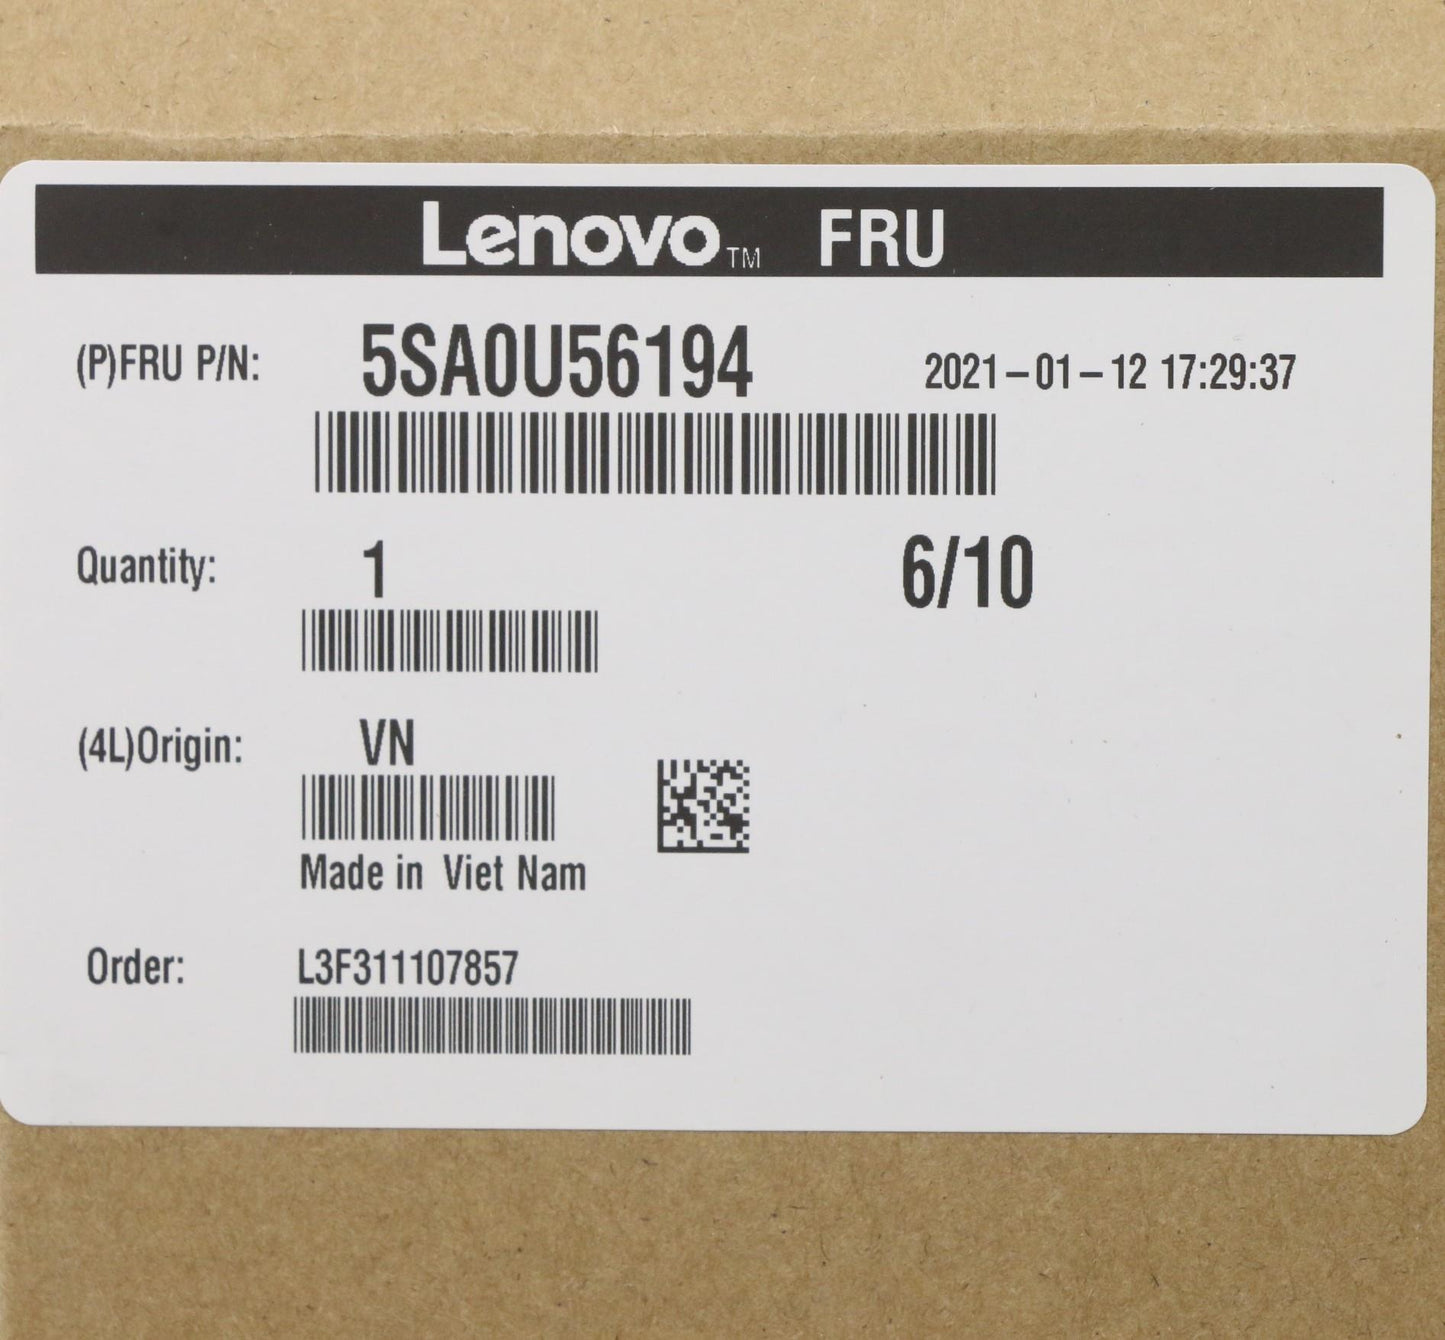 Lenovo™ FRU
(P)FRU P/N: 5SA0U56194 2021-01-12 17:29:37
Quantity: 1 6/10
(4L)Origin: VN
Made in Viet Nam
Order: L3F311107857